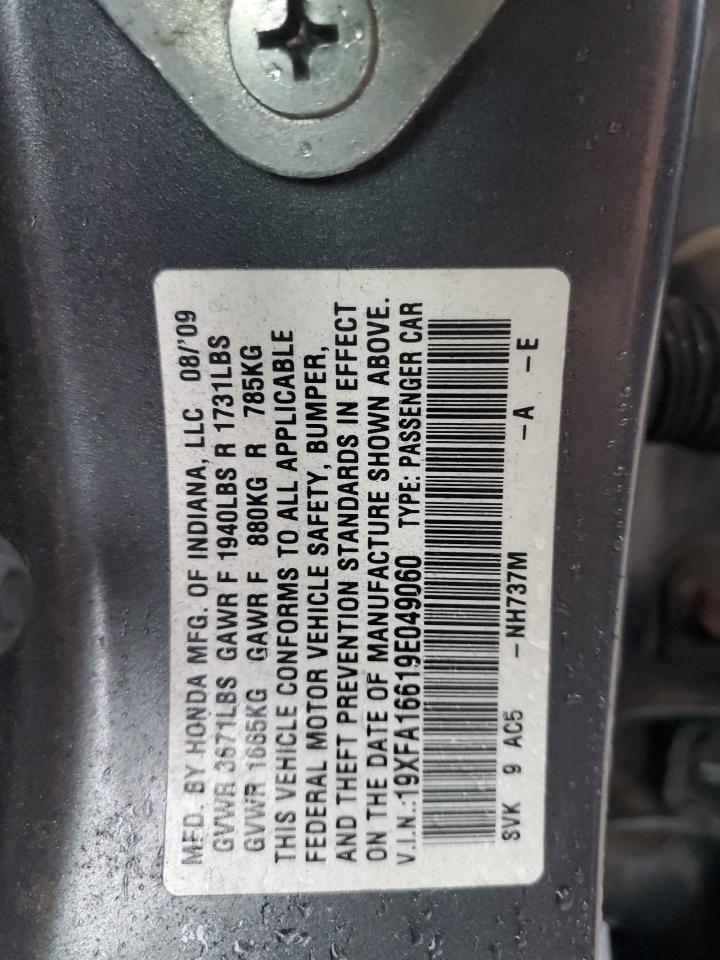 MFD. BY HONDA MFG. OF INDIANA, LLC 08/'09
GVWR 3671LBS GAWR F 1940LBS R 1731LBS
GVWR 1665KG GAWR F 880KG R 785KG
THIS VEHICLE CONFORMS TO ALL APPLICABLE
FEDERAL MOTOR VEHICLE SAFETY, BUMPER,
AND THEFT PREVENTION STANDARDS IN EFFECT
ON THE DATE OF MANUFACTURE SHOWN ABOVE.
V.I.N.:19XFA16619E049060 TYPE: PASSENGER CAR
SVK 9 AC5 -NH737M -A -E